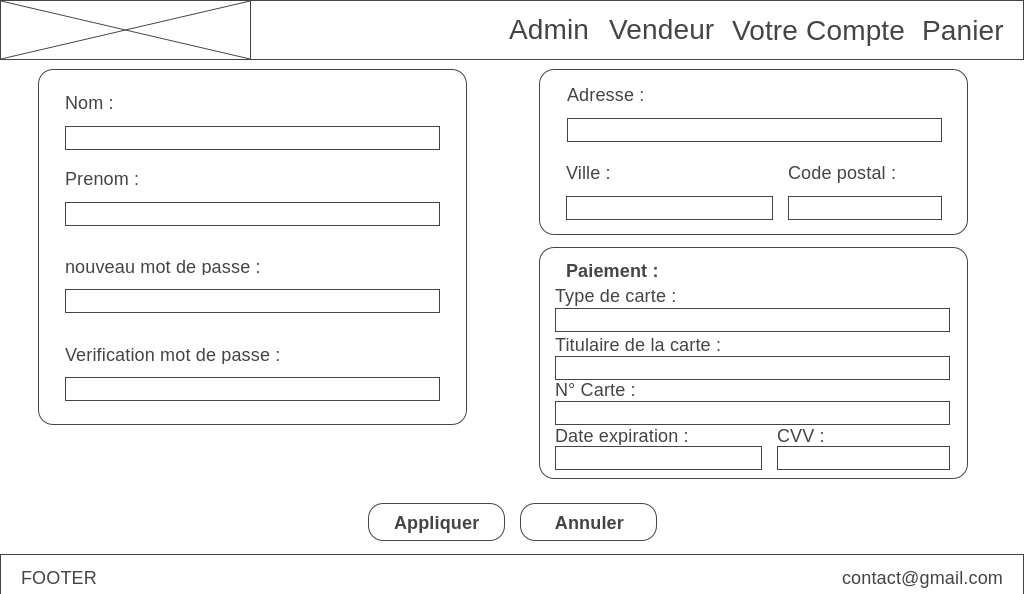 Admin Vendeur Votre Compte Panier
Nom :
Prenom :
nouveau mot de passe :
Verification mot de passe :
Adresse :
Ville : Code postal :
Paiement :
Type de carte :
Titulaire de la carte :
N° Carte :
Date expiration : CVV :
Appliquer Annuler
FOOTER contact@gmail.com